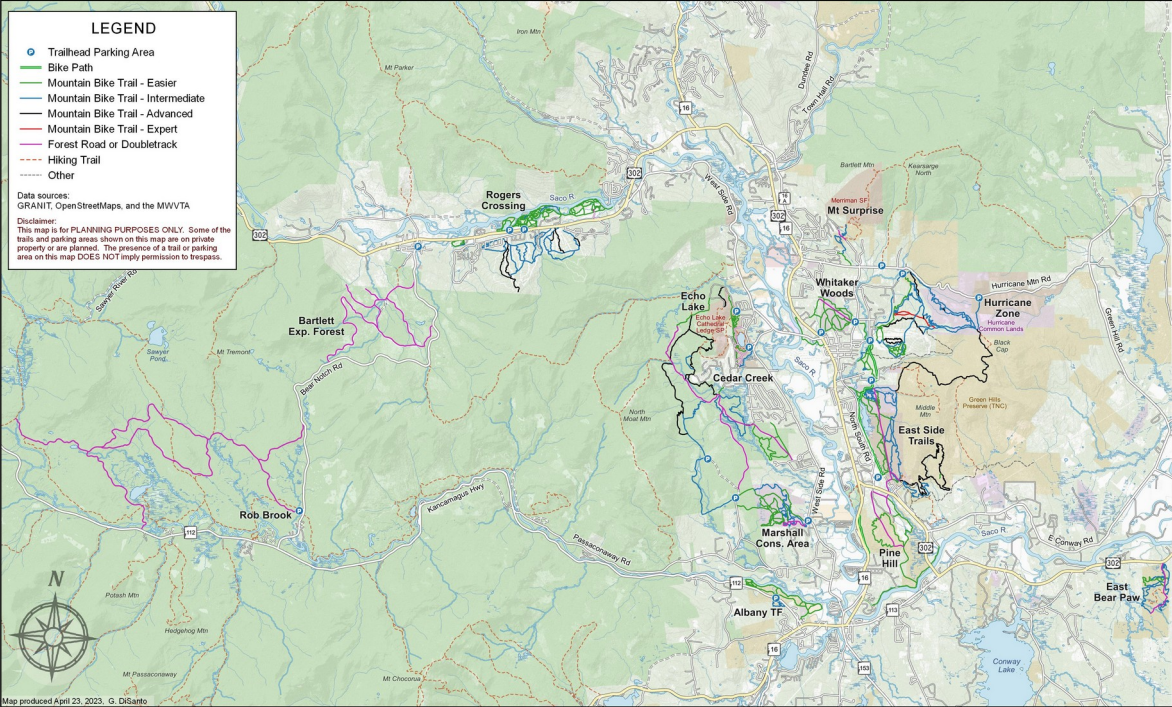 LEGEND
P Trailhead Parking Area
Bike Path
Mountain Bike Trail - Easier
Mountain Bike Trail - Intermediate
Mountain Bike Trail - Advanced
Mountain Bike Trail - Expert
Forest Road or Doubletrack
Hiking Trail
Other
Data sources:
GRANIT, OpenStreetMaps, and the MWVTA
Disclaimer:
This map is for PLANNING PURPOSES ONLY. Some of the
trails and parking areas shown on this map are on private
property or are planned. The presence of a trail or parking
area on this map DOES NOT imply permission to trespass.
Iron Mtn
Mt Parker
Dundee Rd
Town Hall Rd
16
302
Bartlett Mtn
Kearsarge
North
West Side Rd
Rogers
Crossing
Saco R
16
A
Merriman SF
Mt Surprise
302
302
16
Sawyer River Rd
Hurricane Mtn Rd
Whitaker
Woods
Echo
Lake
Hurricane
Zone
Hurricane
Common Lands
Green Hill Rd
Bartlett
Exp. Forest
Echo Lake
Cathedral
Ledge SP
Sawyer
Pond
Mt Tremont
Black
Cap
Bear Notch Rd
Saco R
Cedar Creek
North
Moat Mtn
Middle
Mtn
Green Hills
Preserve (TNC)
North South Rd
East Side
Trails
Kancamagus Hwy
West Side Rd
Rob Brook
112
Passaconaway Rd
Marshall
Cons. Area
Saco R
E Conway Rd
302
Pine
Hill
302
16
112
East
Bear Paw
N
Potash Mtn
Albany TF
113
Hedgehog Mtn
16
153
Conway
Lake
Mt Passaconaway
Mt Chocorua
Map produced April 23, 2023, G. DiSanto